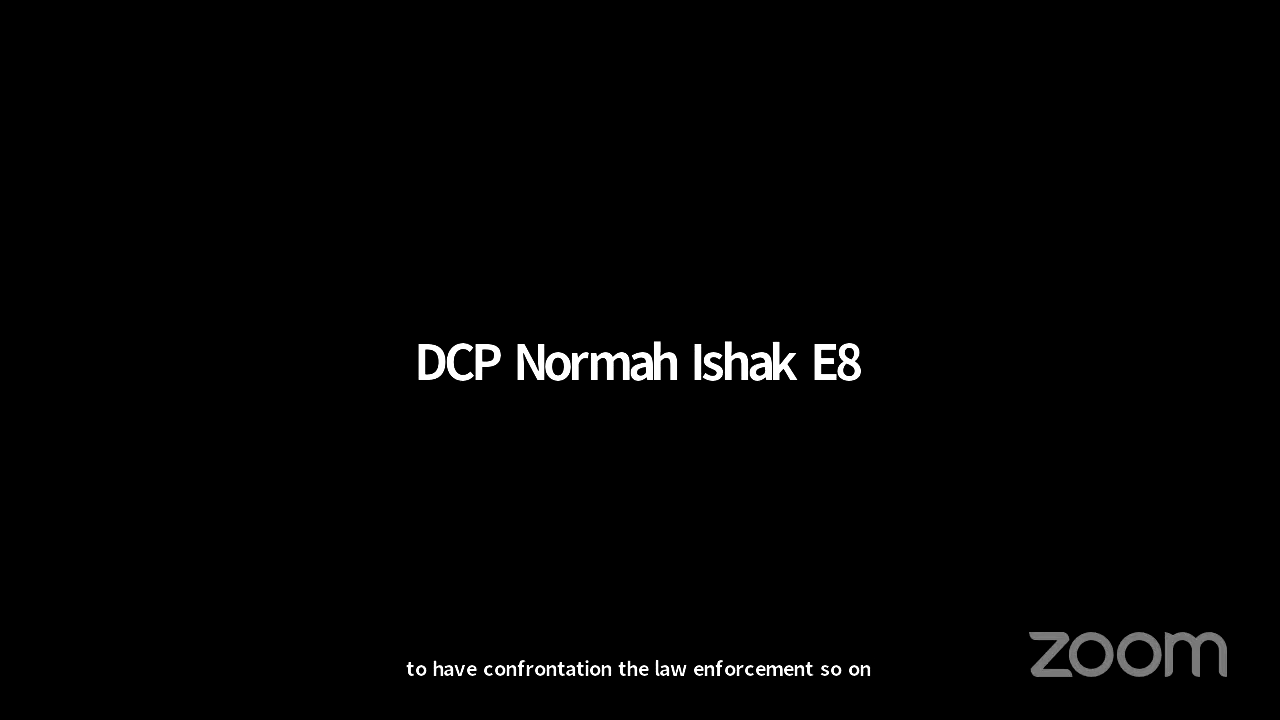 DCP Normah Ishak E8
to have confrontation the law enforcement so on
zoom